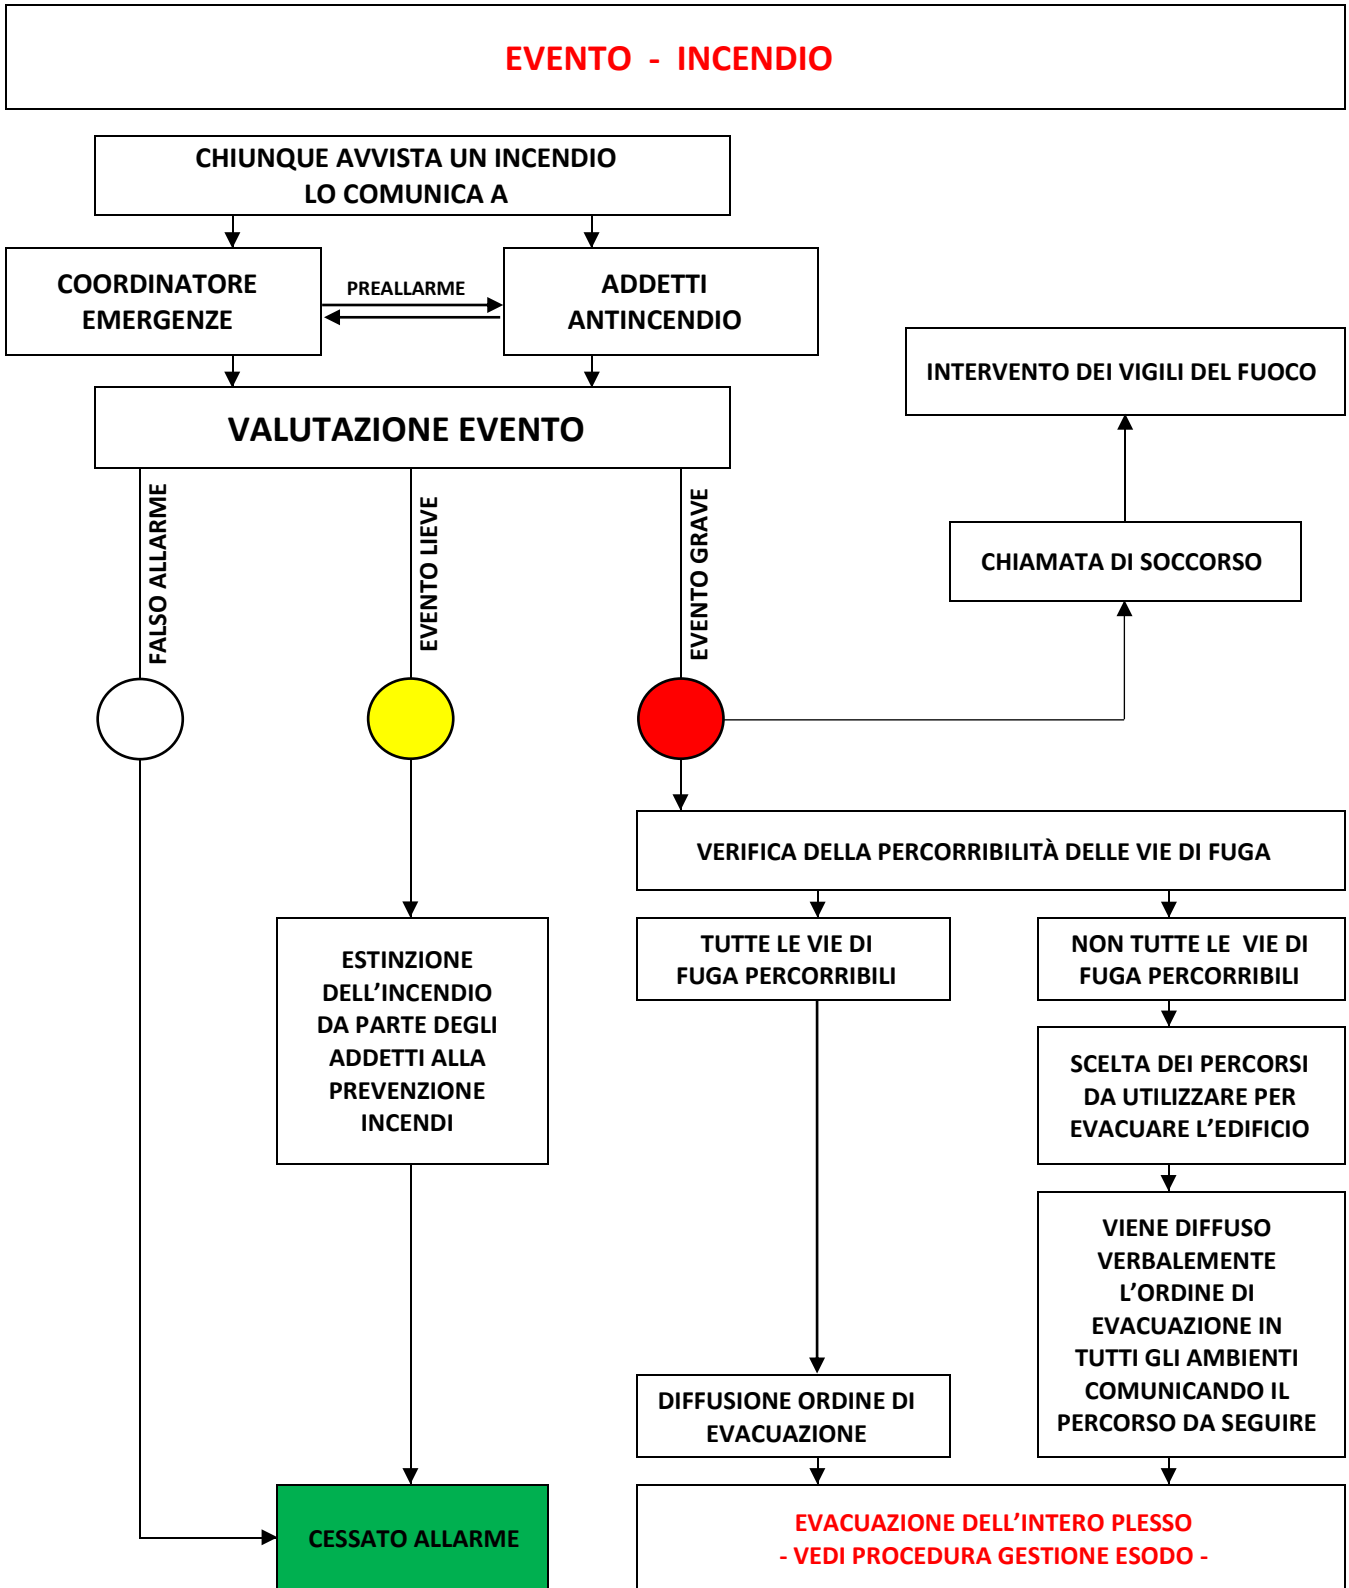 EVENTO - INCENDIO
CHIUNQUE AVVISTA UN INCENDIO
LO COMUNICA A
COORDINATORE
EMERGENZE
PREALLARME
ADDETTI
ANTINCENDIO
INTERVENTO DEI VIGILI DEL FUOCO
VALUTAZIONE EVENTO
FALSO ALLARME
EVENTO LIEVE
EVENTO GRAVE
CHIAMATA DI SOCCORSO
VERIFICA DELLA PERCORRIBILITÀ DELLE VIE DI FUGA
ESTINZIONE
DELL’INCENDIO
DA PARTE DEGLI
ADDETTI ALLA
PREVENZIONE
INCENDI
TUTTE LE VIE DI
FUGA PERCORRIBILI
NON TUTTE LE VIE DI
FUGA PERCORRIBILI
SCELTA DEI PERCORSI
DA UTILIZZARE PER
EVACUARE L’EDIFICIO
VIENE DIFFUSO
VERBALEMENTE
L’ORDINE DI
EVACUAZIONE IN
TUTTI GLI AMBIENTI
COMUNICANDO IL
PERCORSO DA SEGUIRE
DIFFUSIONE ORDINE DI
EVACUAZIONE
CESSATO ALLARME
EVACUAZIONE DELL’INTERO PLESSO
- VEDI PROCEDURA GESTIONE ESODO -